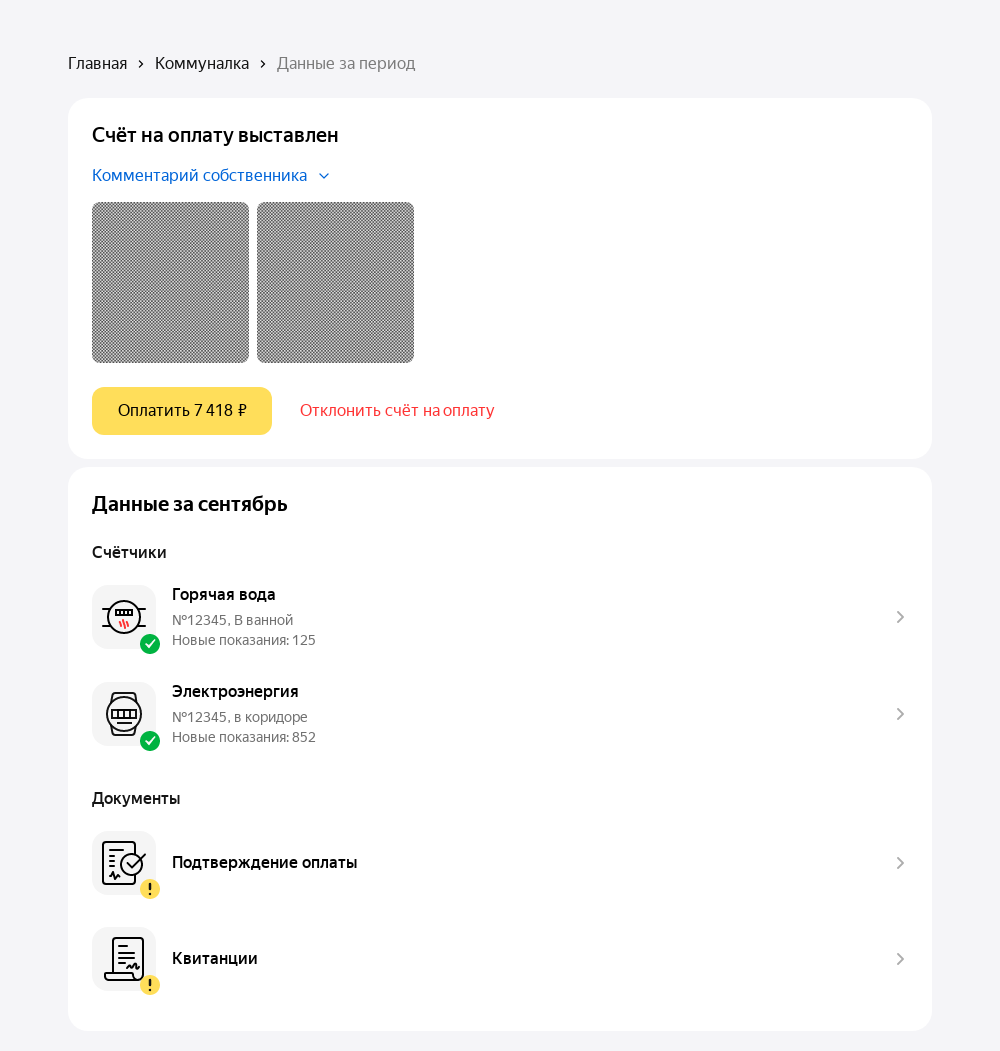 Главная › Коммуналка › Данные за период
Счёт на оплату выставлен
Комментарий собственника
Оплатить 7 418 ₽
Отклонить счёт на оплату
Данные за сентябрь
Счётчики
Горячая вода
№12345, В ванной
Новые показания: 125
Электроэнергия
№12345, в коридоре
Новые показания: 852
Документы
Подтверждение оплаты
Квитанции